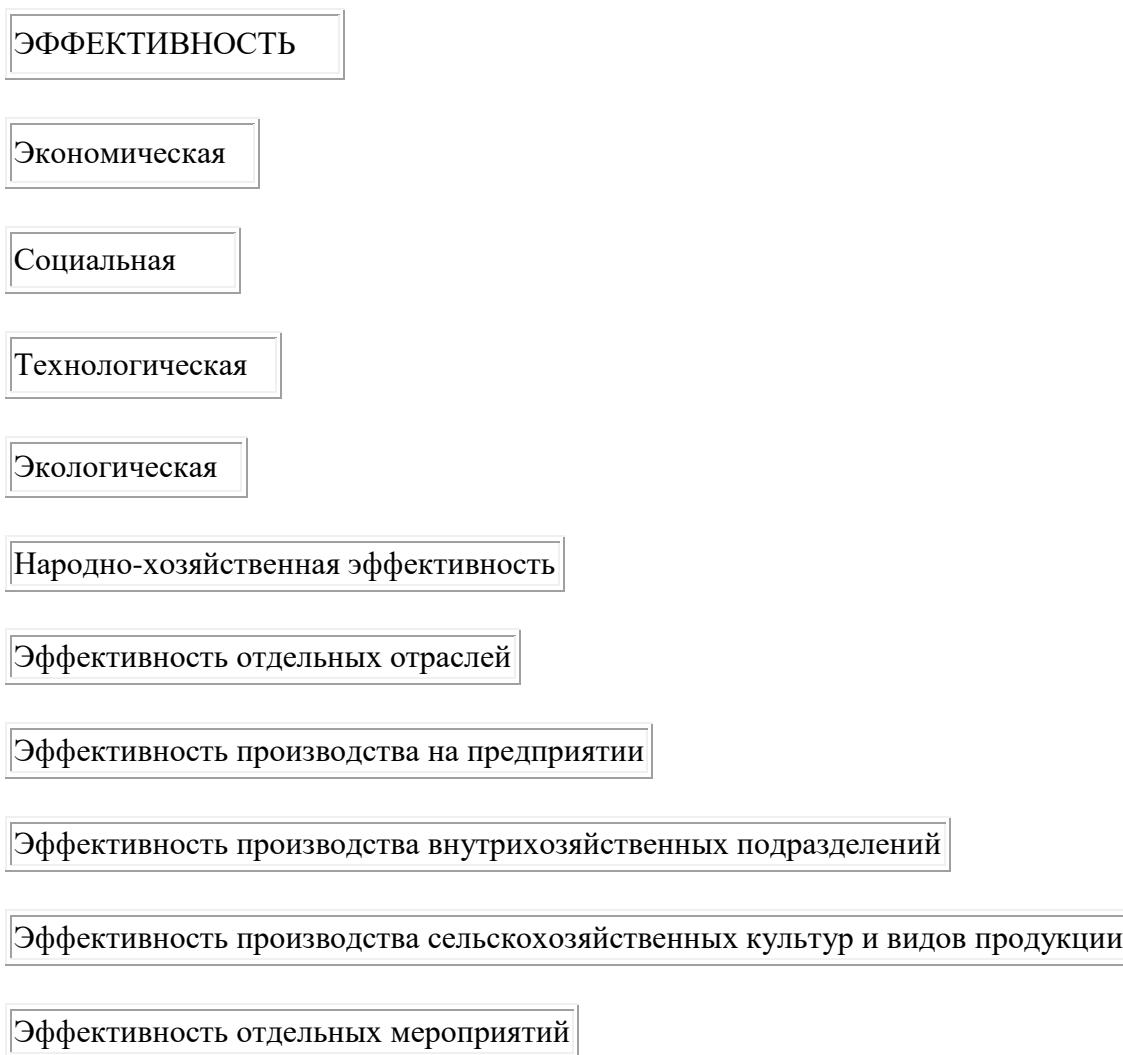 ЭФФЕКТИВНОСТЬ
Экономическая
Социальная
Технологическая
Экологическая
Народно-хозяйственная эффективность
Эффективность отдельных отраслей
Эффективность производства на предприятии
Эффективность производства внутрихозяйственных подразделений
Эффективность производства сельскохозяйственных культур и видов продукции
Эффективность отдельных мероприятий